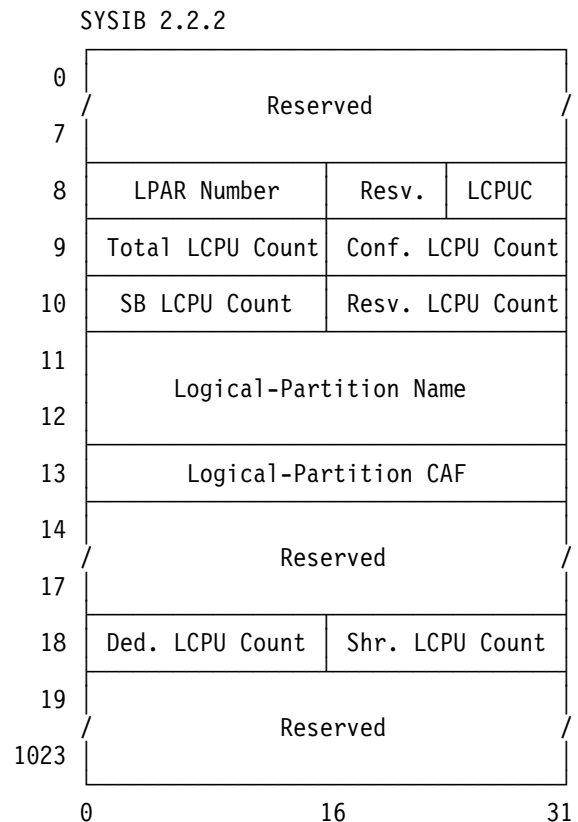 SYSIB 2.2.2
0
Reserved
7
8 LPAR Number Resv. LCPUC
9 Total LCPU Count Conf. LCPU Count
10 SB LCPU Count Resv. LCPU Count
11
Logical-Partition Name
12
13 Logical-Partition CAF
14
Reserved
17
18 Ded. LCPU Count Shr. LCPU Count
19
Reserved
1023
0 16 31